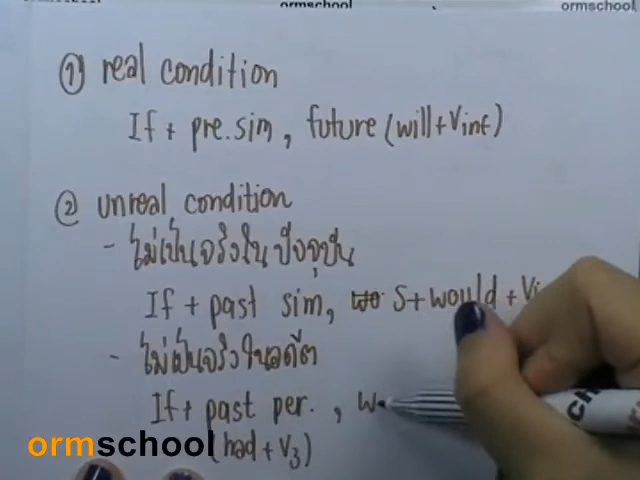 ormschool ormschool
① real condition
If + pre.sim, future (will+Vinf)
② unreal condition
- ไม่เป็นจริงใน ปัจจุบัน
If + past sim, S+would +Vi
- ไม่เป็นจริงในอดีต
If + past per. , w
(had + V3)
ormschool